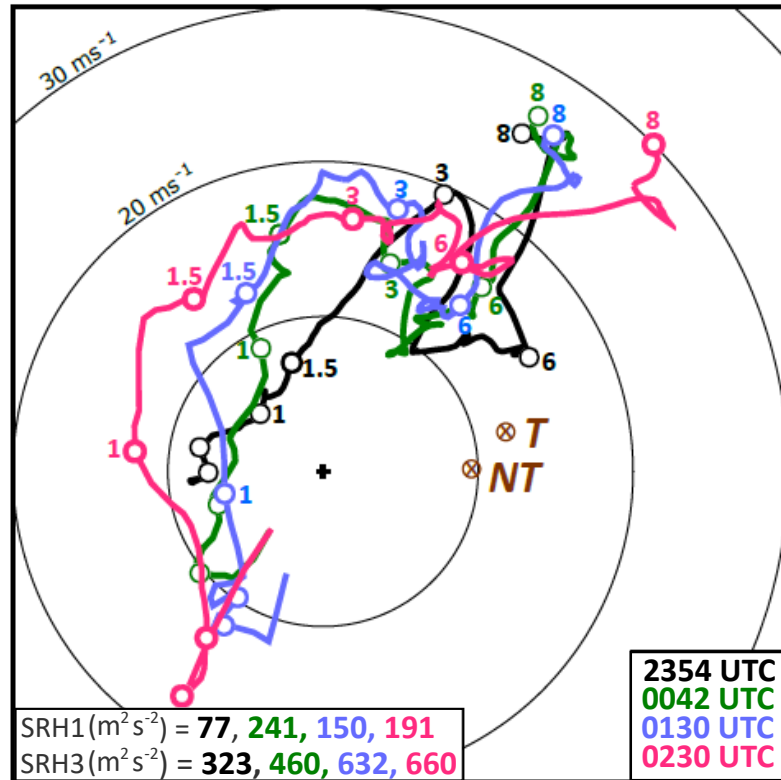 30 ms-1
20 ms-1
8
8
8
8
3
3
3
1.5
6
1.5
1.5
3
6
6
1
1.5
6
1
1
T
NT
1
2354 UTC
0042 UTC
0130 UTC
0230 UTC
SRH1(m2 s-2) = 77, 241, 150, 191
SRH3(m2 s-2) = 323, 460, 632, 660